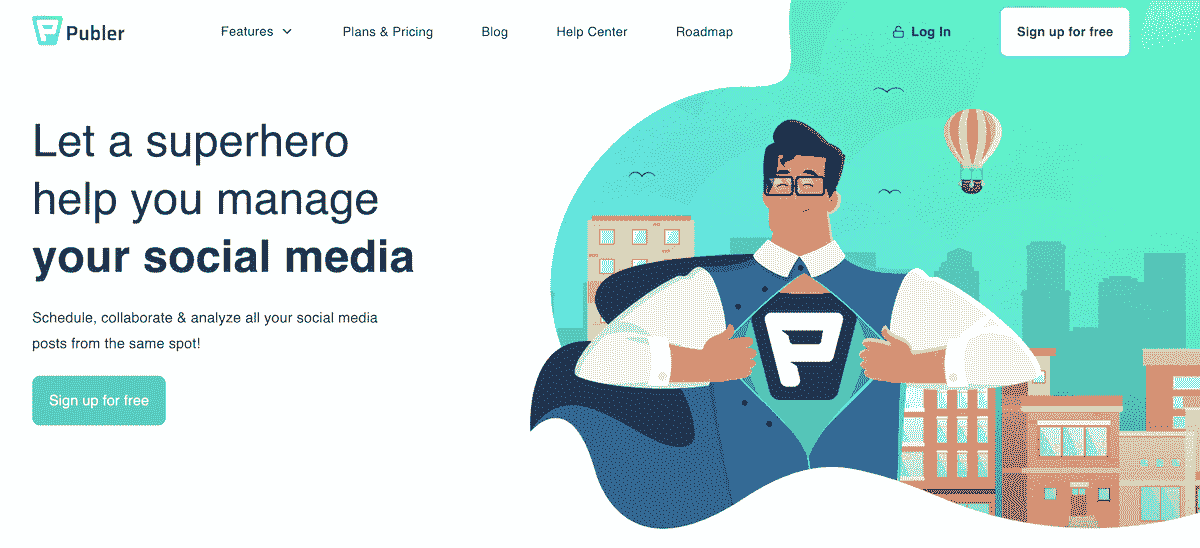 Publer
Features
Plans & Pricing
Blog
Help Center
Roadmap
Log In
Sign up for free
Let a superhero
help you manage
your social media
Schedule, collaborate & analyze all your social media
posts from the same spot!
Sign up for free
P